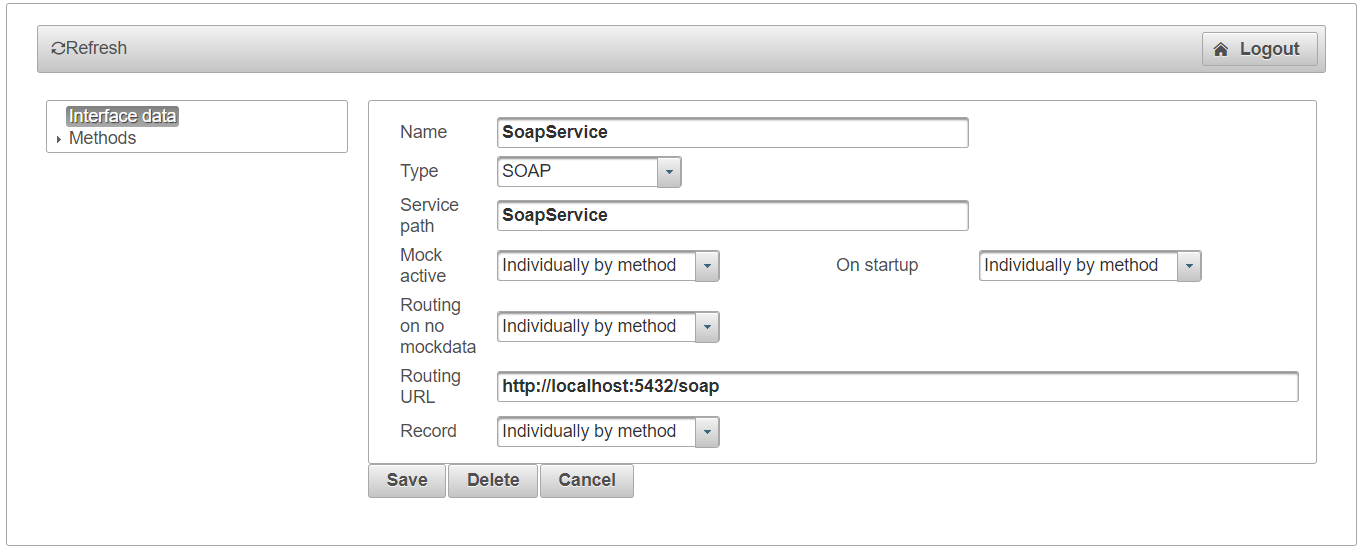 Refresh
Logout
Interface data
Methods
Name SoapService
Type SOAP
Service
path
SoapService
Mock
active
Individually by method On startup Individually by method
Routing
on no
mockdata
Individually by method
Routing
URL
http://localhost:5432/soap
Record Individually by method
Save Delete Cancel